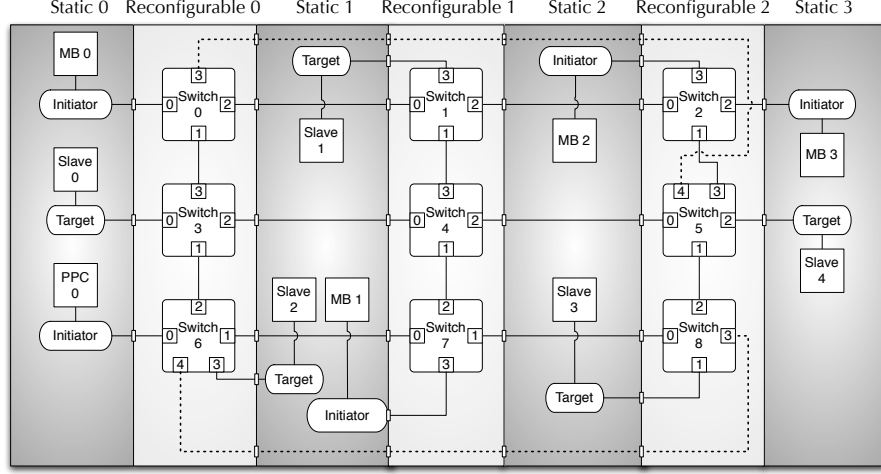 Static 0 Reconfigurable 0 Static 1 Reconfigurable 1 Static 2 Reconfigurable 2 Static 3
MB 0
Initiator
0
3
Switch
0
2
1
Target
Slave
1
0
3
Switch
1
2
1
Initiator
MB 2
0
3
Switch
2
2
1
Initiator
MB 3
Slave
0
Target
0
3
Switch
3
2
1
0
3
Switch
4
2
1
0
4
3
Switch
5
2
1
Target
Slave
4
PPC
0
Initiator
0
2
Switch
6
1
4
3
Slave
2
Target
MB 1
Initiator
0
2
Switch
7
1
3
Slave
3
Target
0
2
Switch
8
3
1